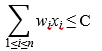 ∑ wᵢxᵢ ≤ C
1≤i≤n